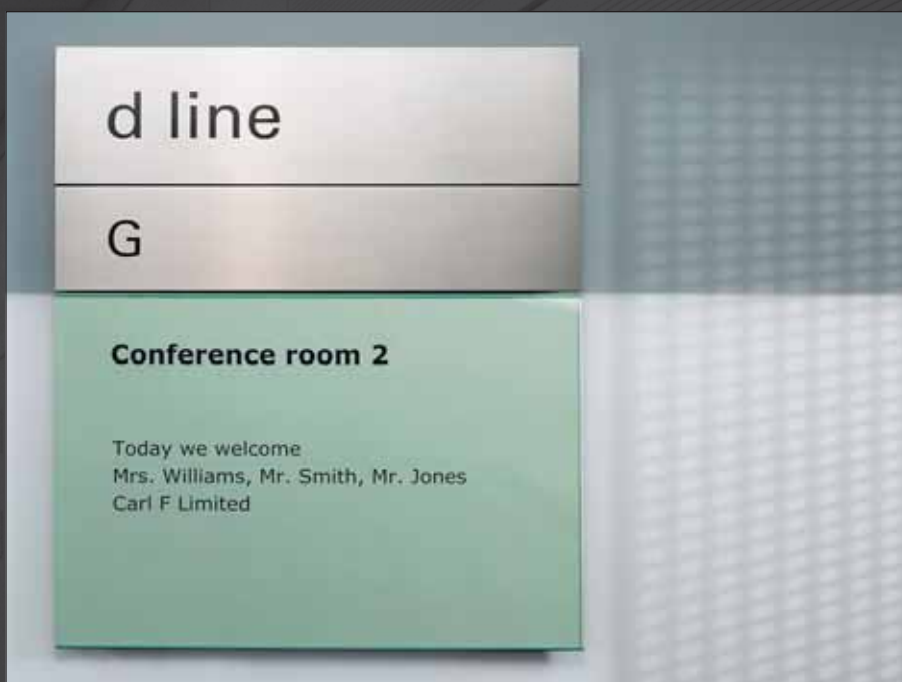 d line
G
Conference room 2
Today we welcome
Mrs. Williams, Mr. Smith, Mr. Jones
Carl F Limited